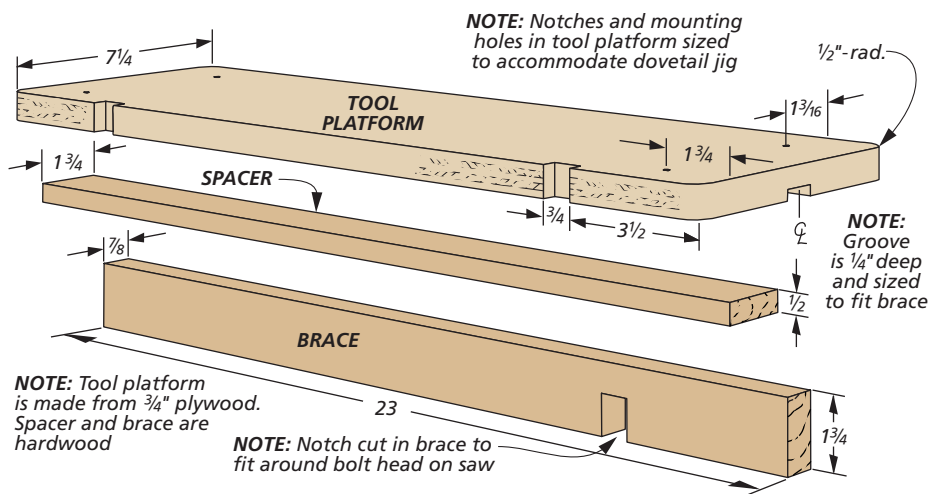 NOTE: Notches and mounting
holes in tool platform sized
to accommodate dovetail jig
½"-rad.
7¼
1³⁄₁₆
TOOL
PLATFORM
1¾
1¾
SPACER
¾
3½
℄
NOTE:
Groove
is ¼" deep
and sized
to fit brace
⅞
½
BRACE
NOTE: Tool platform
is made from ¾" plywood.
Spacer and brace are
hardwood
23
1¾
NOTE: Notch cut in brace to
fit around bolt head on saw